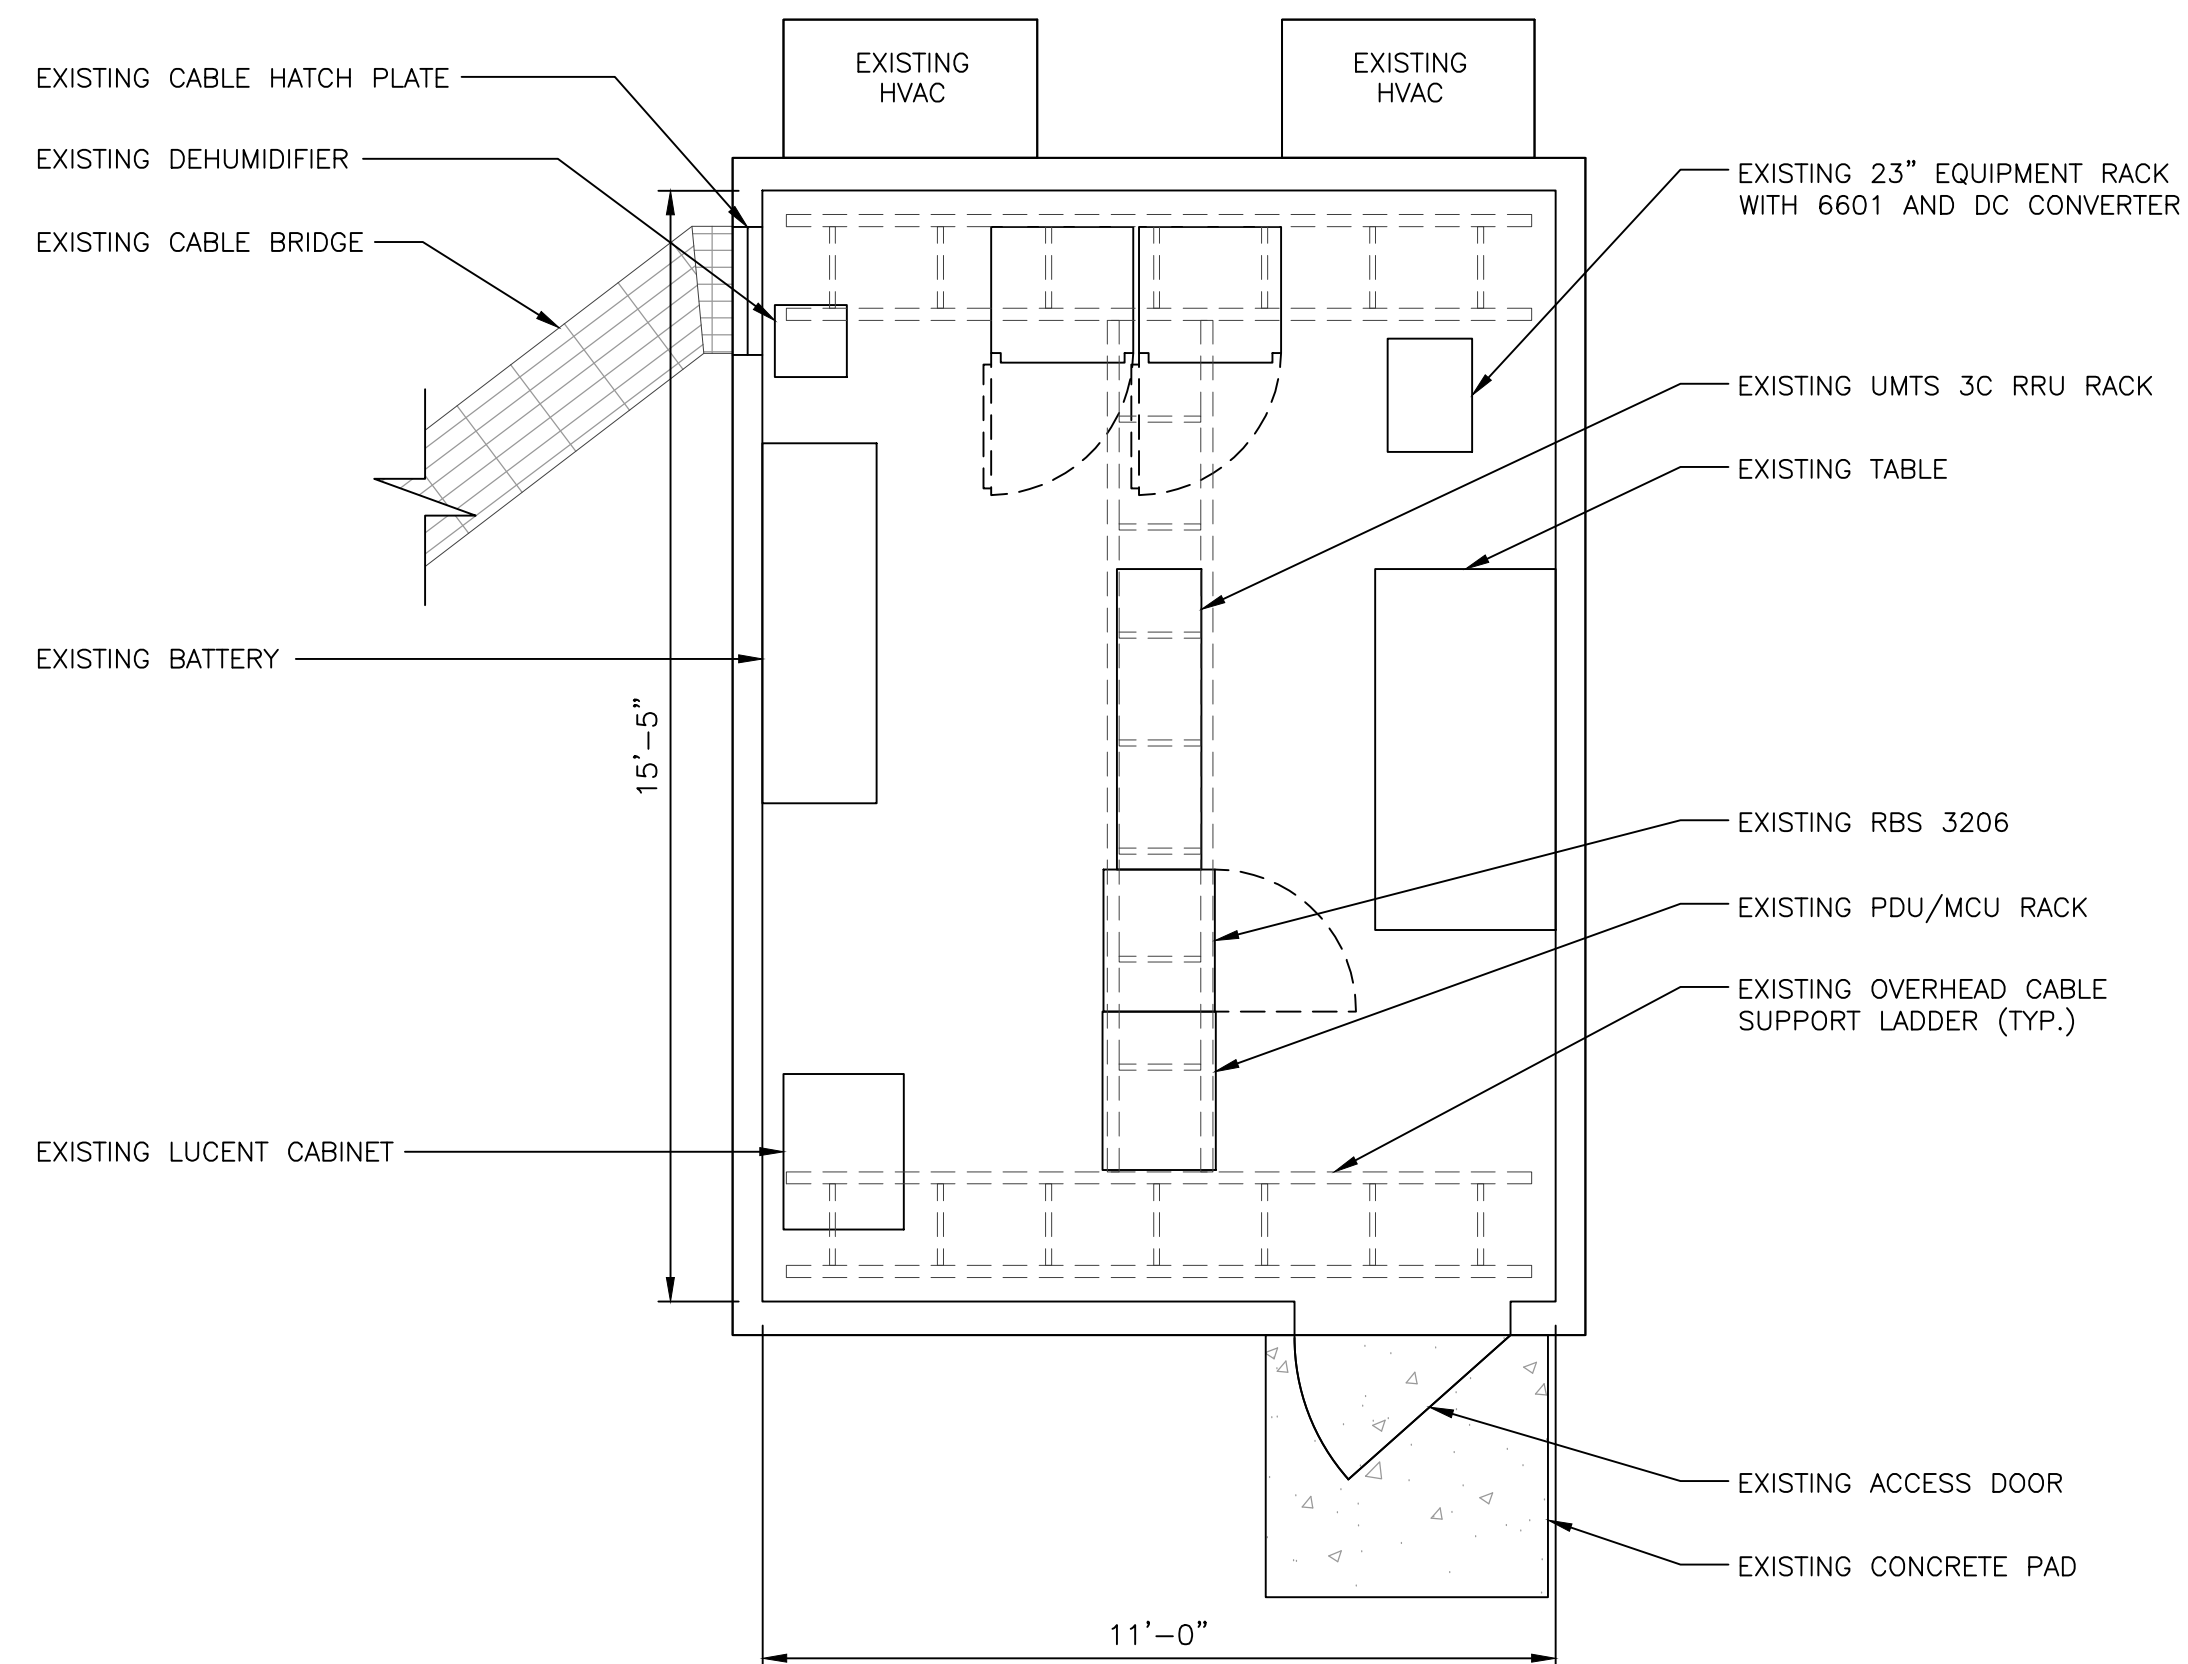 EXISTING
HVAC
EXISTING
HVAC
EXISTING CABLE HATCH PLATE
EXISTING DEHUMIDIFIER
EXISTING CABLE BRIDGE
EXISTING BATTERY
EXISTING LUCENT CABINET
15'-5"
EXISTING 23" EQUIPMENT RACK
WITH 6601 AND DC CONVERTER
EXISTING UMTS 3C RRU RACK
EXISTING TABLE
EXISTING RBS 3206
EXISTING PDU/MCU RACK
EXISTING OVERHEAD CABLE
SUPPORT LADDER (TYP.)
EXISTING ACCESS DOOR
EXISTING CONCRETE PAD
11'-0"